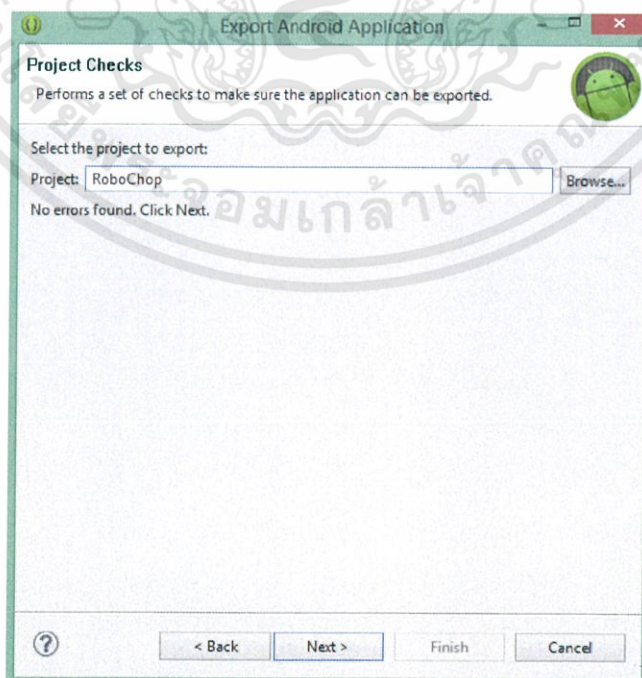 Export Android Application
Project Checks
Performs a set of checks to make sure the application can be exported.
Select the project to export:
Project: RoboChop Browse...
No errors found. Click Next.
< Back Next > Finish Cancel